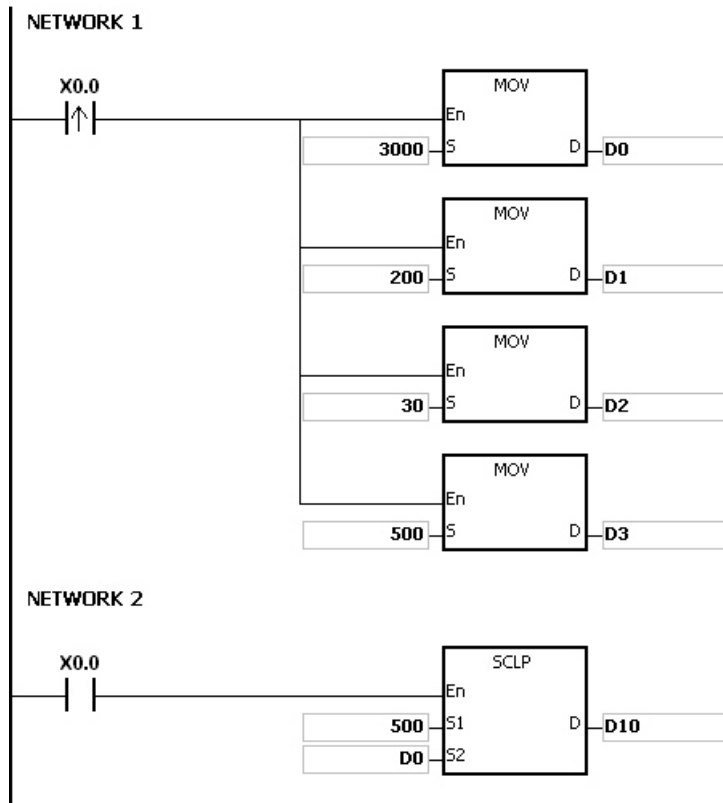 NETWORK 1
X0.0
MOV
En
3000 S D D0
MOV
En
200 S D D1
MOV
En
30 S D D2
MOV
En
500 S D D3
NETWORK 2
X0.0
SCLP
En
500 S1 D D10
D0 S2